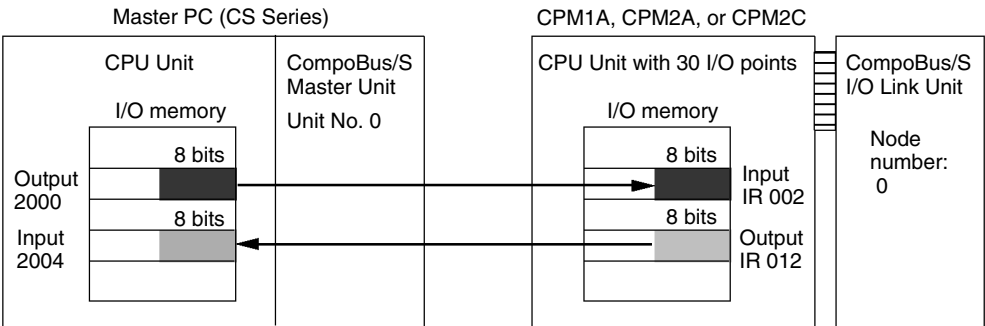 Master PC (CS Series)
CPM1A, CPM2A, or CPM2C
CPU Unit
CompoBus/S
Master Unit
Unit No. 0
I/O memory
8 bits
Output
2000
8 bits
Input
2004
CPU Unit with 30 I/O points
I/O memory
8 bits
Input
IR 002
8 bits
Output
IR 012
CompoBus/S
I/O Link Unit
Node
number:
0